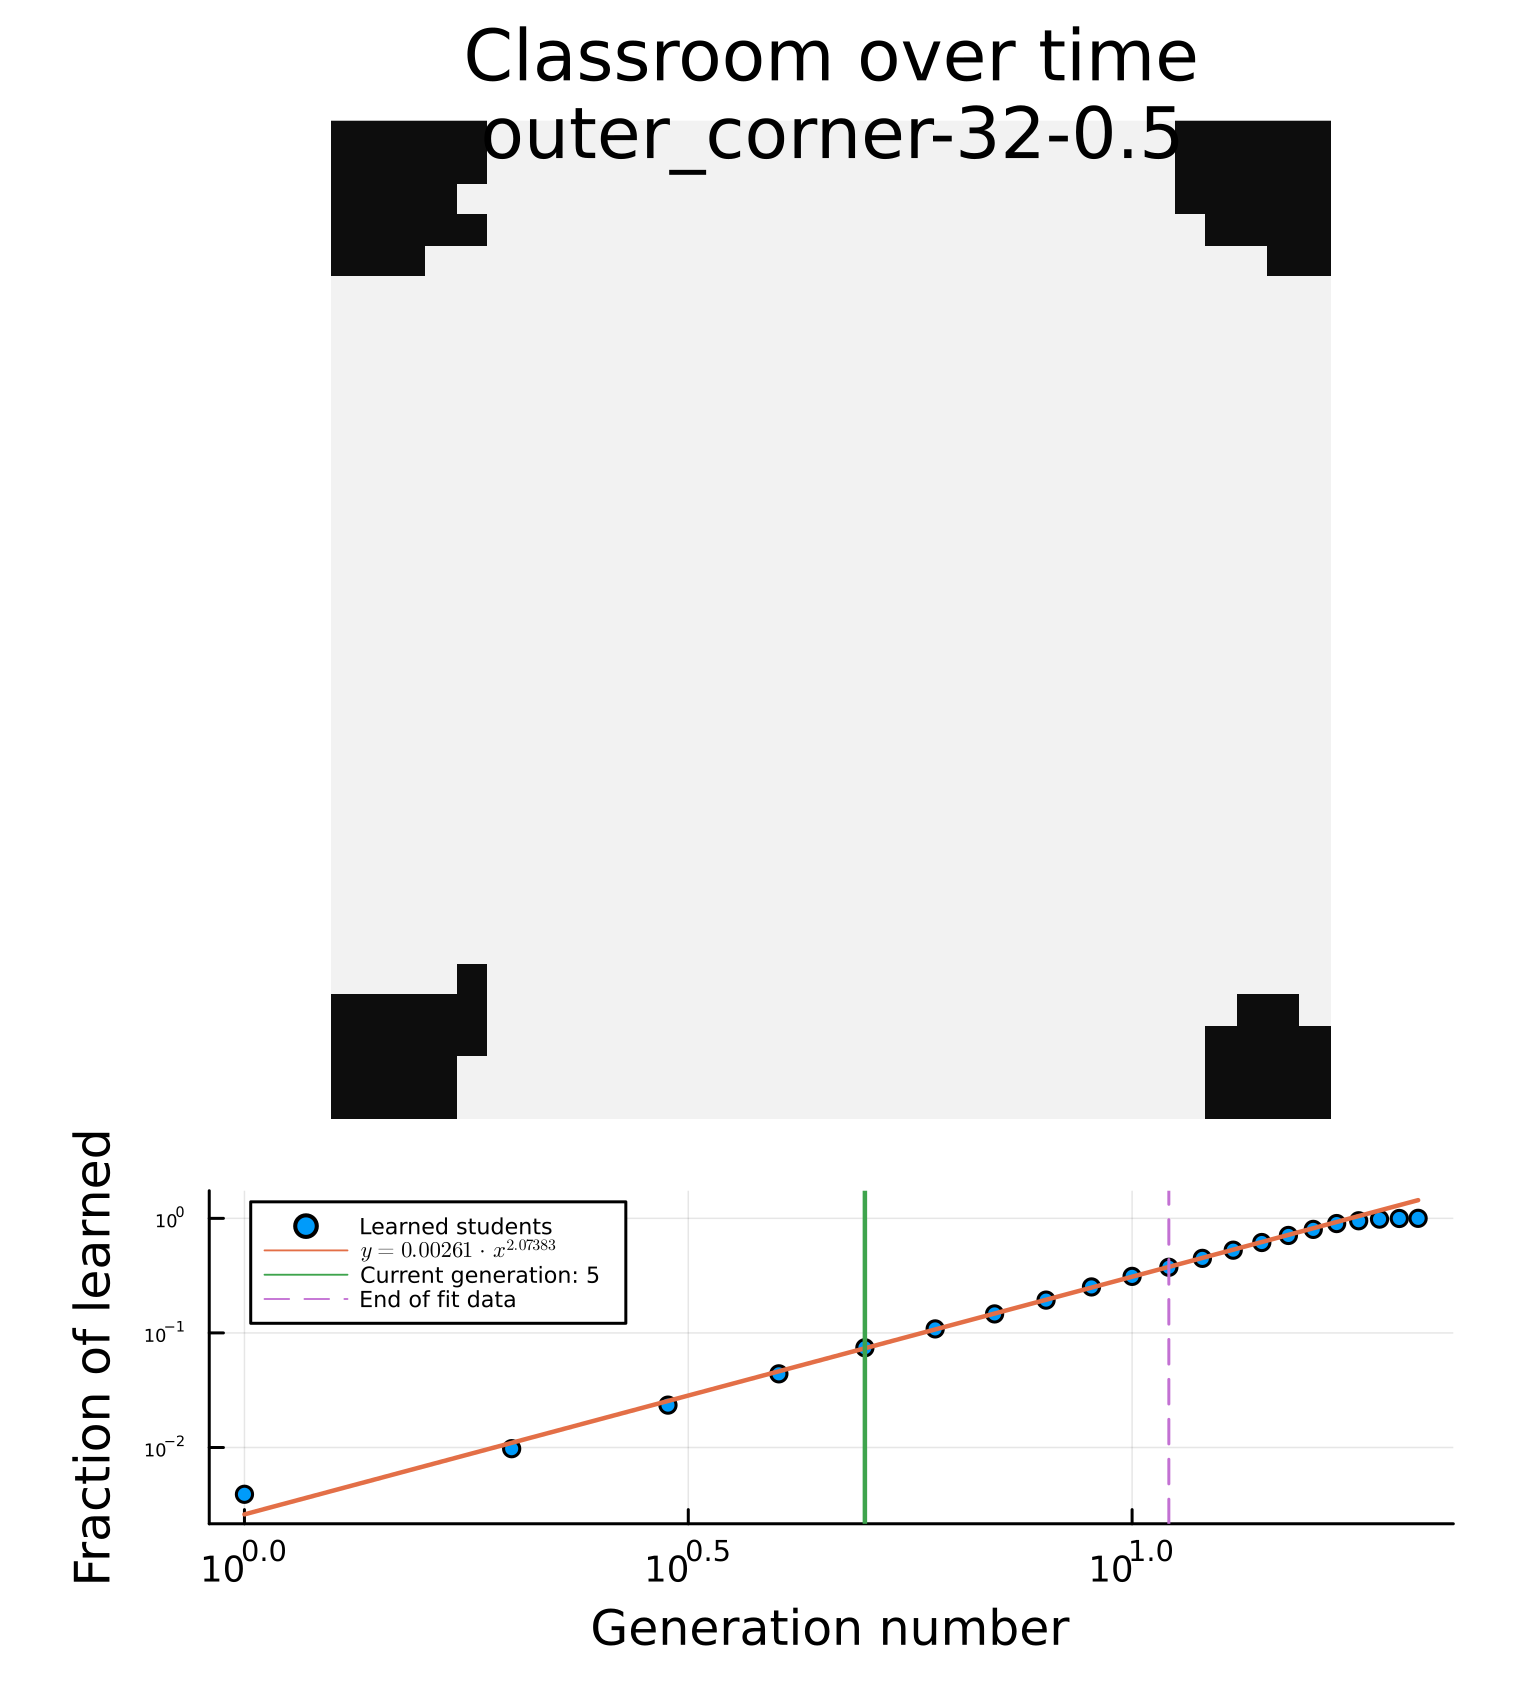 Classroom over time
outer_corner-32-0.5
Fraction of learned
10^0
10^-1
10^-2
Learned students
y = 0.00261 · x^2.07383
Current generation: 5
End of fit data
10^0.0
10^0.5
10^1.0
Generation number